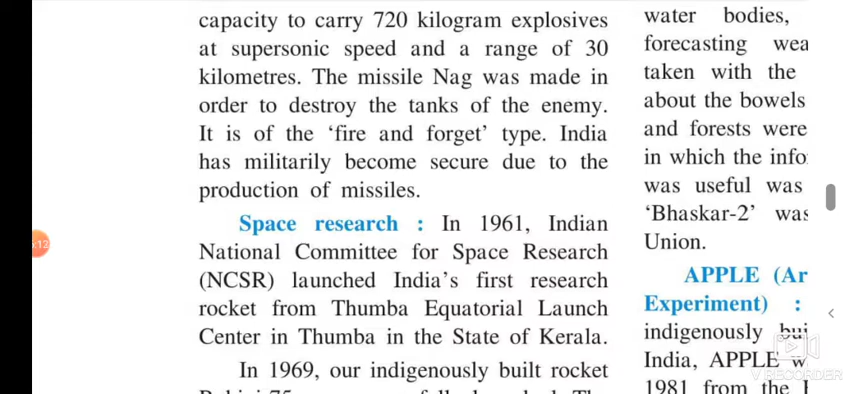 capacity to carry 720 kilogram explosives
at supersonic speed and a range of 30
kilometres. The missile Nag was made in
order to destroy the tanks of the enemy.
It is of the ‘fire and forget’ type. India
has militarily become secure due to the
production of missiles.
Space research : In 1961, Indian
National Committee for Space Research
(NCSR) launched India’s first research
rocket from Thumba Equatorial Launch
Center in Thumba in the State of Kerala.
In 1969, our indigenously built rocket
water bodies,
forecasting wea
taken with the
about the bowels
and forests were
in which the info
was useful was
‘Bhaskar-2’ was
Union.
APPLE (Ar
Experiment) :
indigenously bui
India, APPLE w
1981 from the
:12
V RECORDER